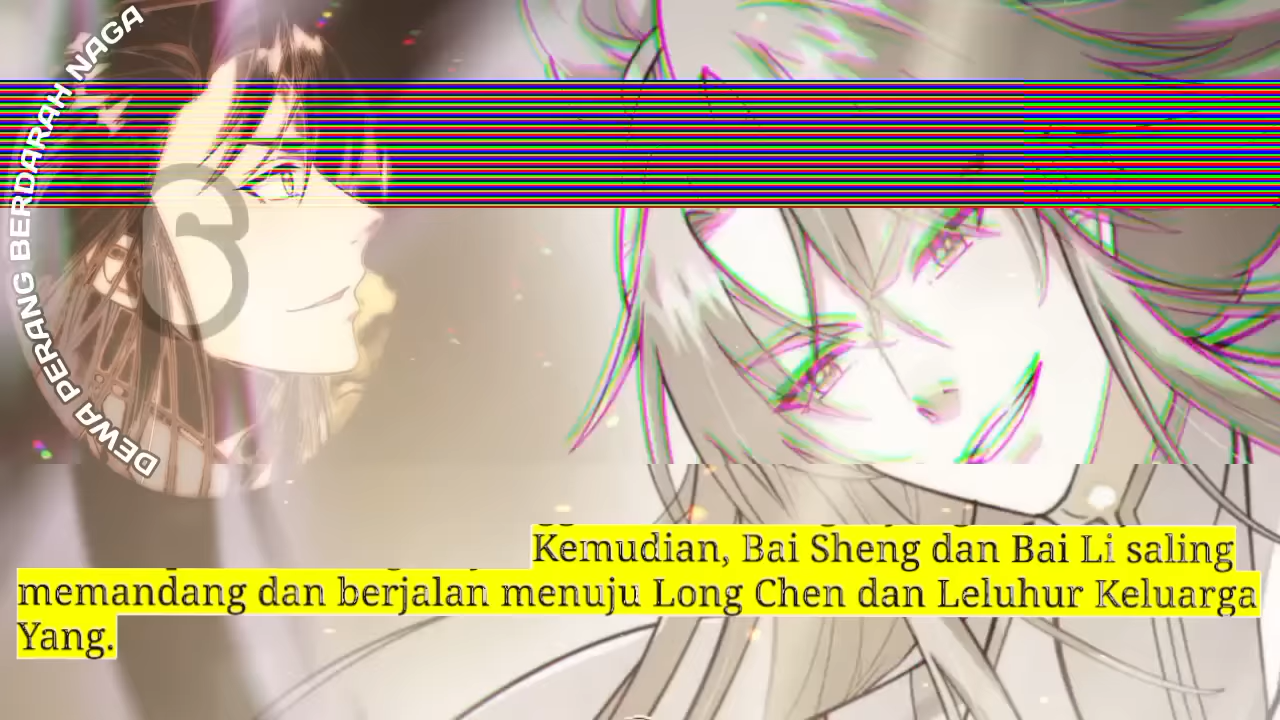 DEWA PERANG BERDARAH NAGA
Kemudian, Bai Sheng dan Bai Li saling
memandang dan berjalan menuju Long Chen dan Leluhur Keluarga
Yang.